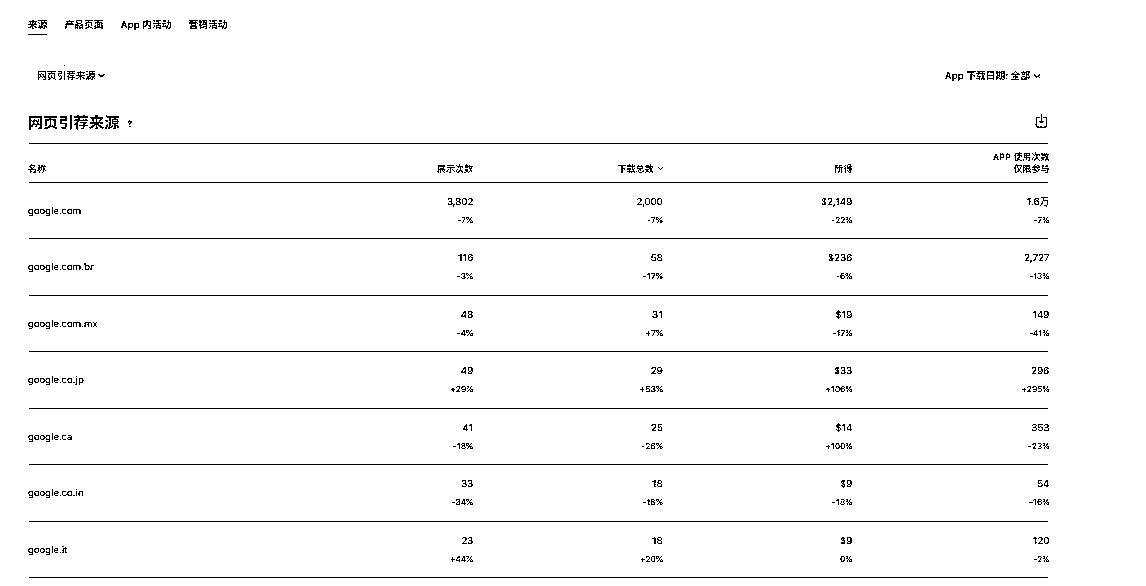 来源 产品页面 App 内活动 营销活动
网页引荐来源
App 下载日期: 全部
网页引荐来源 ?
名称 展示次数 下载总数 所得 APP 使用次数
仅限参与
google.com 3,802 2,000 $2,149 1.6万
-7% -7% -22% -7%
google.com.br 116 58 $236 2,727
-3% -17% -6% -13%
google.com.mx 48 31 $19 149
-4% +7% -17% -41%
google.co.jp 49 29 $33 296
+29% +53% +106% +295%
google.ca 41 25 $14 353
-18% -26% +100% -23%
google.co.in 33 18 $9 54
-34% -18% -18% -16%
google.it 23 18 $9 120
+44% +20% 0% -2%